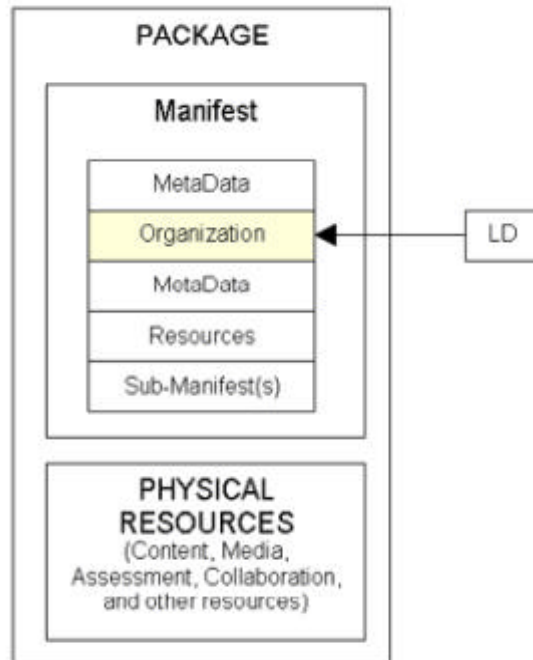 PACKAGE
Manifest
MetaData
Organization
LD
MetaData
Resources
Sub-Manifest(s)
PHYSICAL
RESOURCES
(Content, Media,
Assessment, Collaboration,
and other resources)